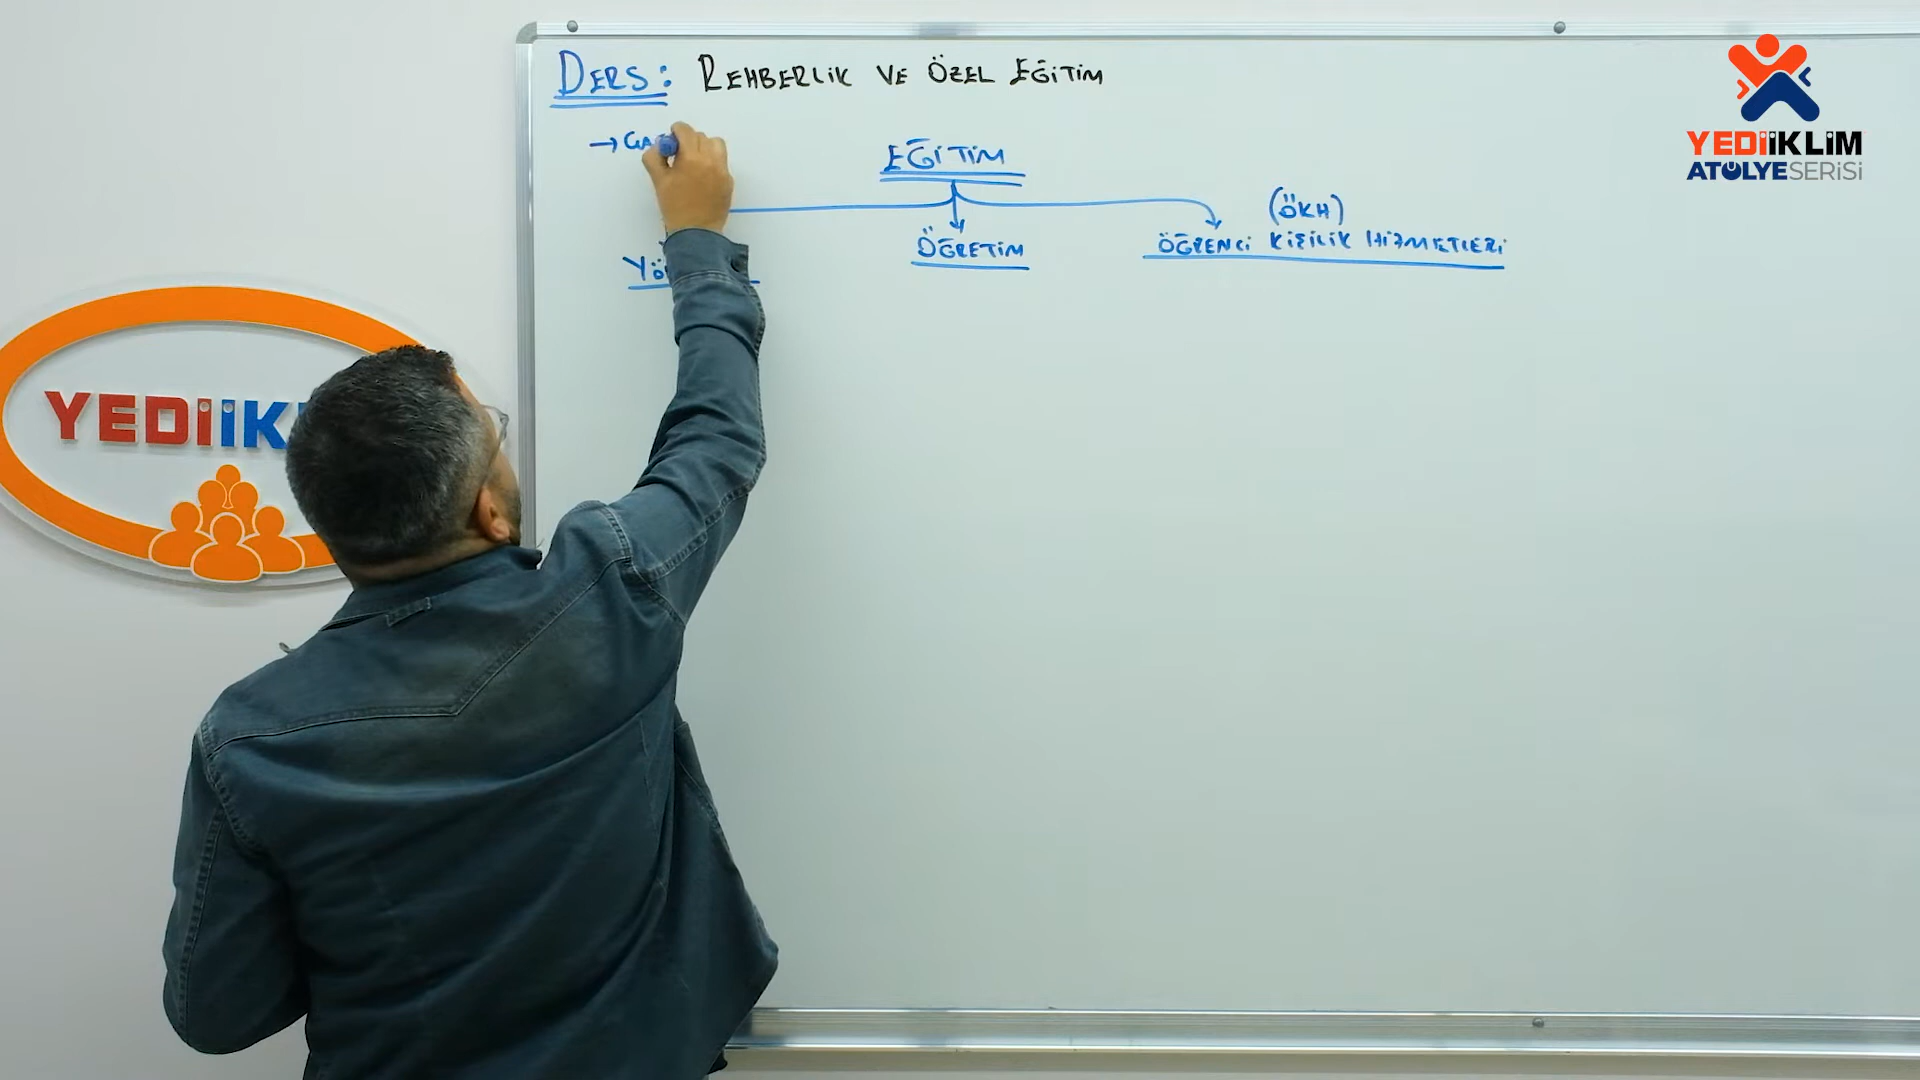 DERS: REHBERLİK VE ÖZEL EĞİTİM
EĞİTİM
(ÖKH)
ÖĞRETİM
ÖĞRENCİ KİŞİLİK HİZMETLERİ
YEDİİK
YEDİİKLİM
ATÖLYE SERİSİ